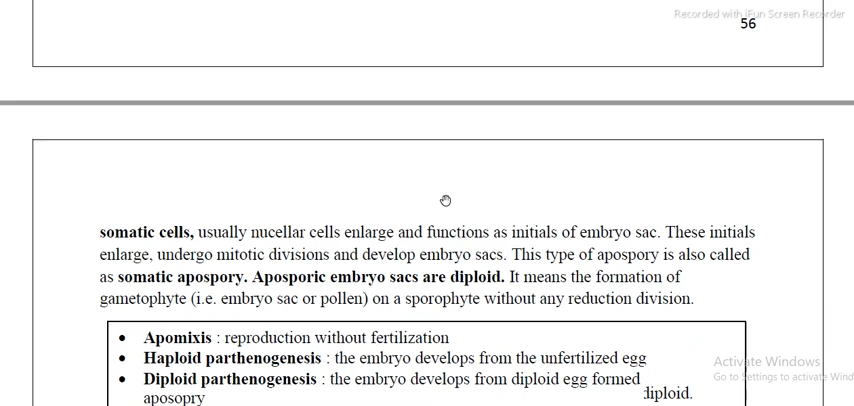 Recorded with iFun Screen Recorder
56
somatic cells, usually nucellar cells enlarge and functions as initials of embryo sac. These initials
enlarge, undergo mitotic divisions and develop embryo sacs. This type of apospory is also called
as somatic apospory. Aposporic embryo sacs are diploid. It means the formation of
gametophyte (i.e. embryo sac or pollen) on a sporophyte without any reduction division.
• Apomixis : reproduction without fertilization
• Haploid parthenogenesis : the embryo develops from the unfertilized egg
• Diploid parthenogenesis : the embryo develops from diploid egg formed
aposopry
diploid.
Activate Windows
Go to Settings to activate Wind